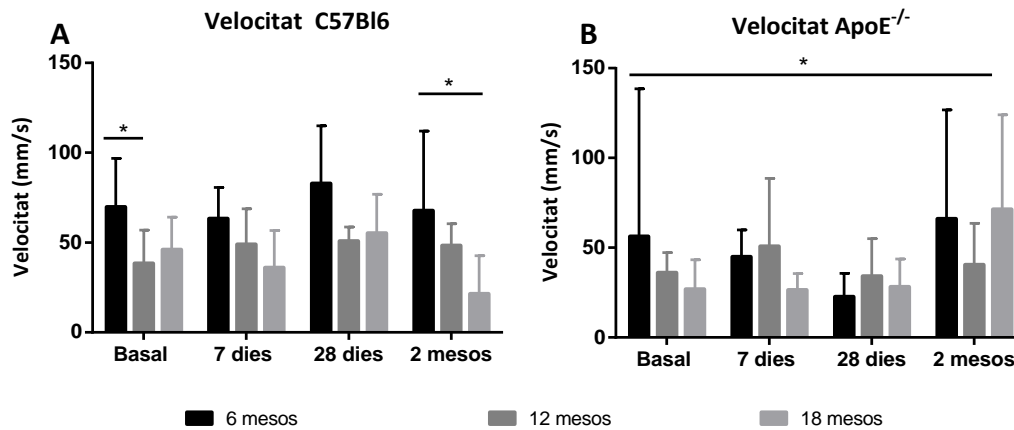 A
Velocitat C57Bl6
Velocitat (mm/s)
150
100
50
0
*
*
Basal
7 dies
28 dies
2 mesos
B
Velocitat ApoE-/-
Velocitat (mm/s)
150
100
50
0
*
Basal
7 dies
28 dies
2 mesos
6 mesos
12 mesos
18 mesos